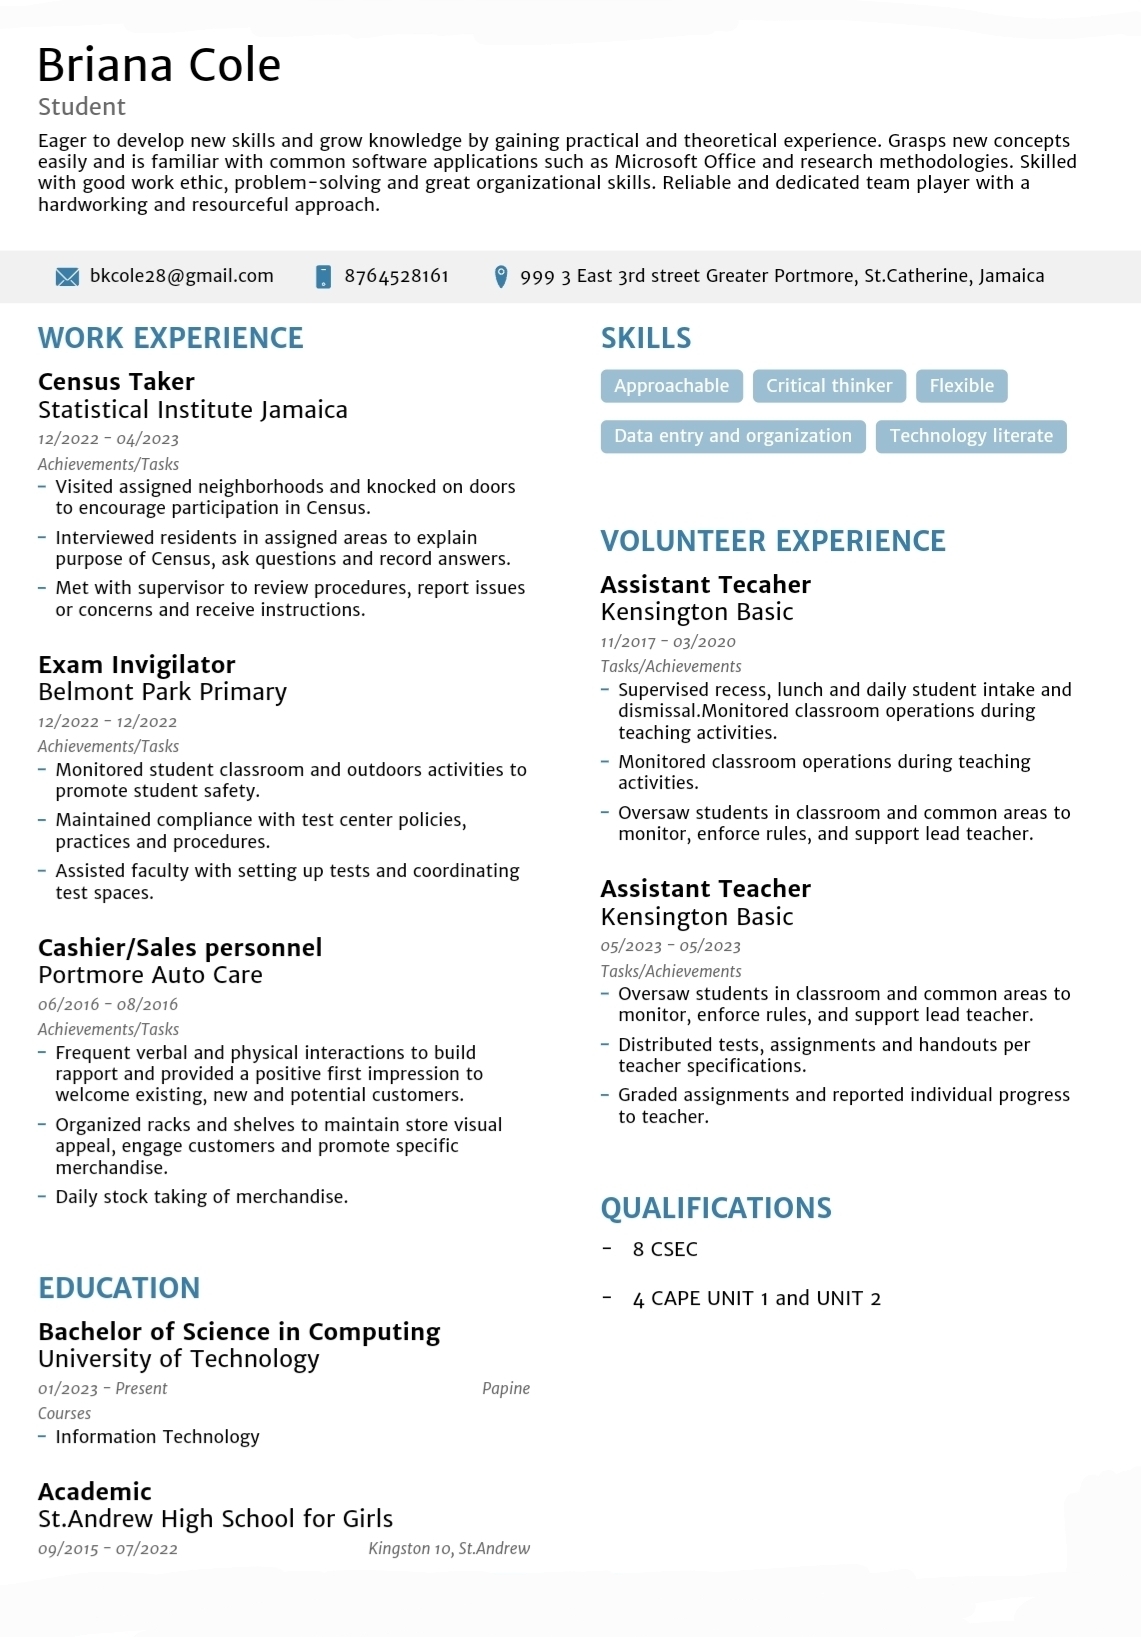 Briana Cole
Student
Eager to develop new skills and grow knowledge by gaining practical and theoretical experience. Grasps new concepts
easily and is familiar with common software applications such as Microsoft Office and research methodologies. Skilled
with good work ethic, problem-solving and great organizational skills. Reliable and dedicated team player with a
hardworking and resourceful approach.
bkcole28@gmail.com
8764528161
999 3 East 3rd street Greater Portmore, St.Catherine, Jamaica
WORK EXPERIENCE
Census Taker
Statistical Institute Jamaica
12/2022 - 04/2023
Achievements/Tasks
– Visited assigned neighborhoods and knocked on doors
to encourage participation in Census.
– Interviewed residents in assigned areas to explain
purpose of Census, ask questions and record answers.
– Met with supervisor to review procedures, report issues
or concerns and receive instructions.
Exam Invigilator
Belmont Park Primary
12/2022 - 12/2022
Achievements/Tasks
– Monitored student classroom and outdoors activities to
promote student safety.
– Maintained compliance with test center policies,
practices and procedures.
– Assisted faculty with setting up tests and coordinating
test spaces.
Cashier/Sales personnel
Portmore Auto Care
06/2016 - 08/2016
Achievements/Tasks
– Frequent verbal and physical interactions to build
rapport and provided a positive first impression to
welcome existing, new and potential customers.
– Organized racks and shelves to maintain store visual
appeal, engage customers and promote specific
merchandise.
– Daily stock taking of merchandise.
EDUCATION
Bachelor of Science in Computing
University of Technology
01/2023 - Present Papine
Courses
– Information Technology
Academic
St.Andrew High School for Girls
09/2015 - 07/2022 Kingston 10, St.Andrew
SKILLS
Approachable Critical thinker Flexible
Data entry and organization Technology literate
VOLUNTEER EXPERIENCE
Assistant Tecaher
Kensington Basic
11/2017 - 03/2020
Tasks/Achievements
– Supervised recess, lunch and daily student intake and
dismissal.Monitored classroom operations during
teaching activities.
– Monitored classroom operations during teaching
activities.
– Oversaw students in classroom and common areas to
monitor, enforce rules, and support lead teacher.
Assistant Teacher
Kensington Basic
05/2023 - 05/2023
Tasks/Achievements
– Oversaw students in classroom and common areas to
monitor, enforce rules, and support lead teacher.
– Distributed tests, assignments and handouts per
teacher specifications.
– Graded assignments and reported individual progress
to teacher.
QUALIFICATIONS
- 8 CSEC
- 4 CAPE UNIT 1 and UNIT 2